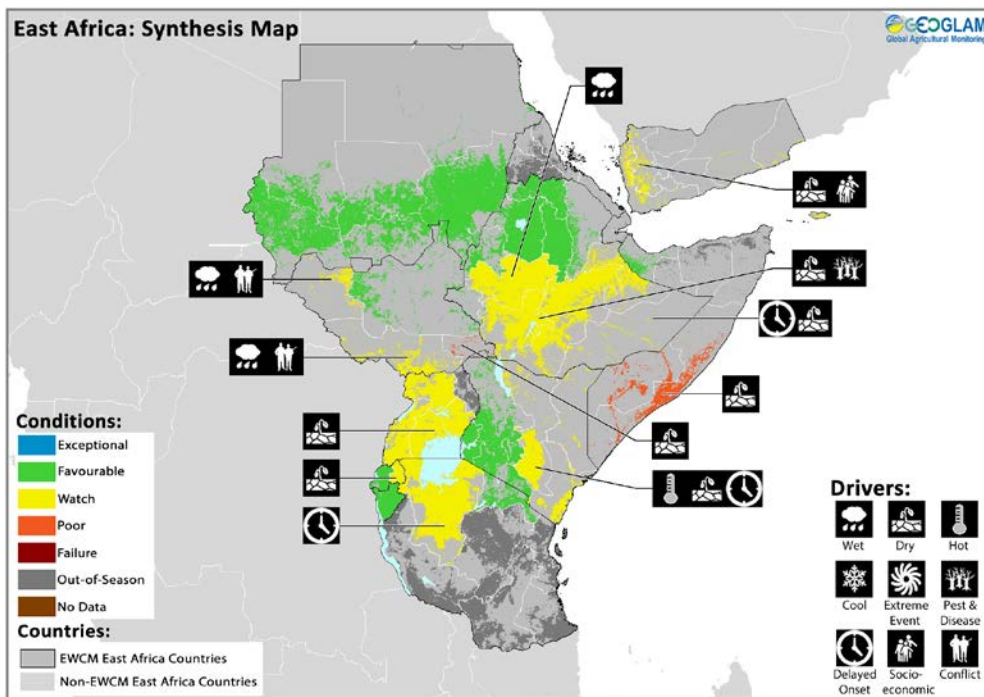 East Africa: Synthesis Map
GEOGLAM
Global Agricultural Monitoring
Conditions:
Exceptional
Favourable
Watch
Poor
Failure
Out-of-Season
No Data
Countries:
EWCM East Africa Countries
Non-EWCM East Africa Countries
Drivers:
Wet
Dry
Hot
Cool
Extreme
Event
Pest &
Disease
Delayed
Onset
Socio-
economic
Conflict